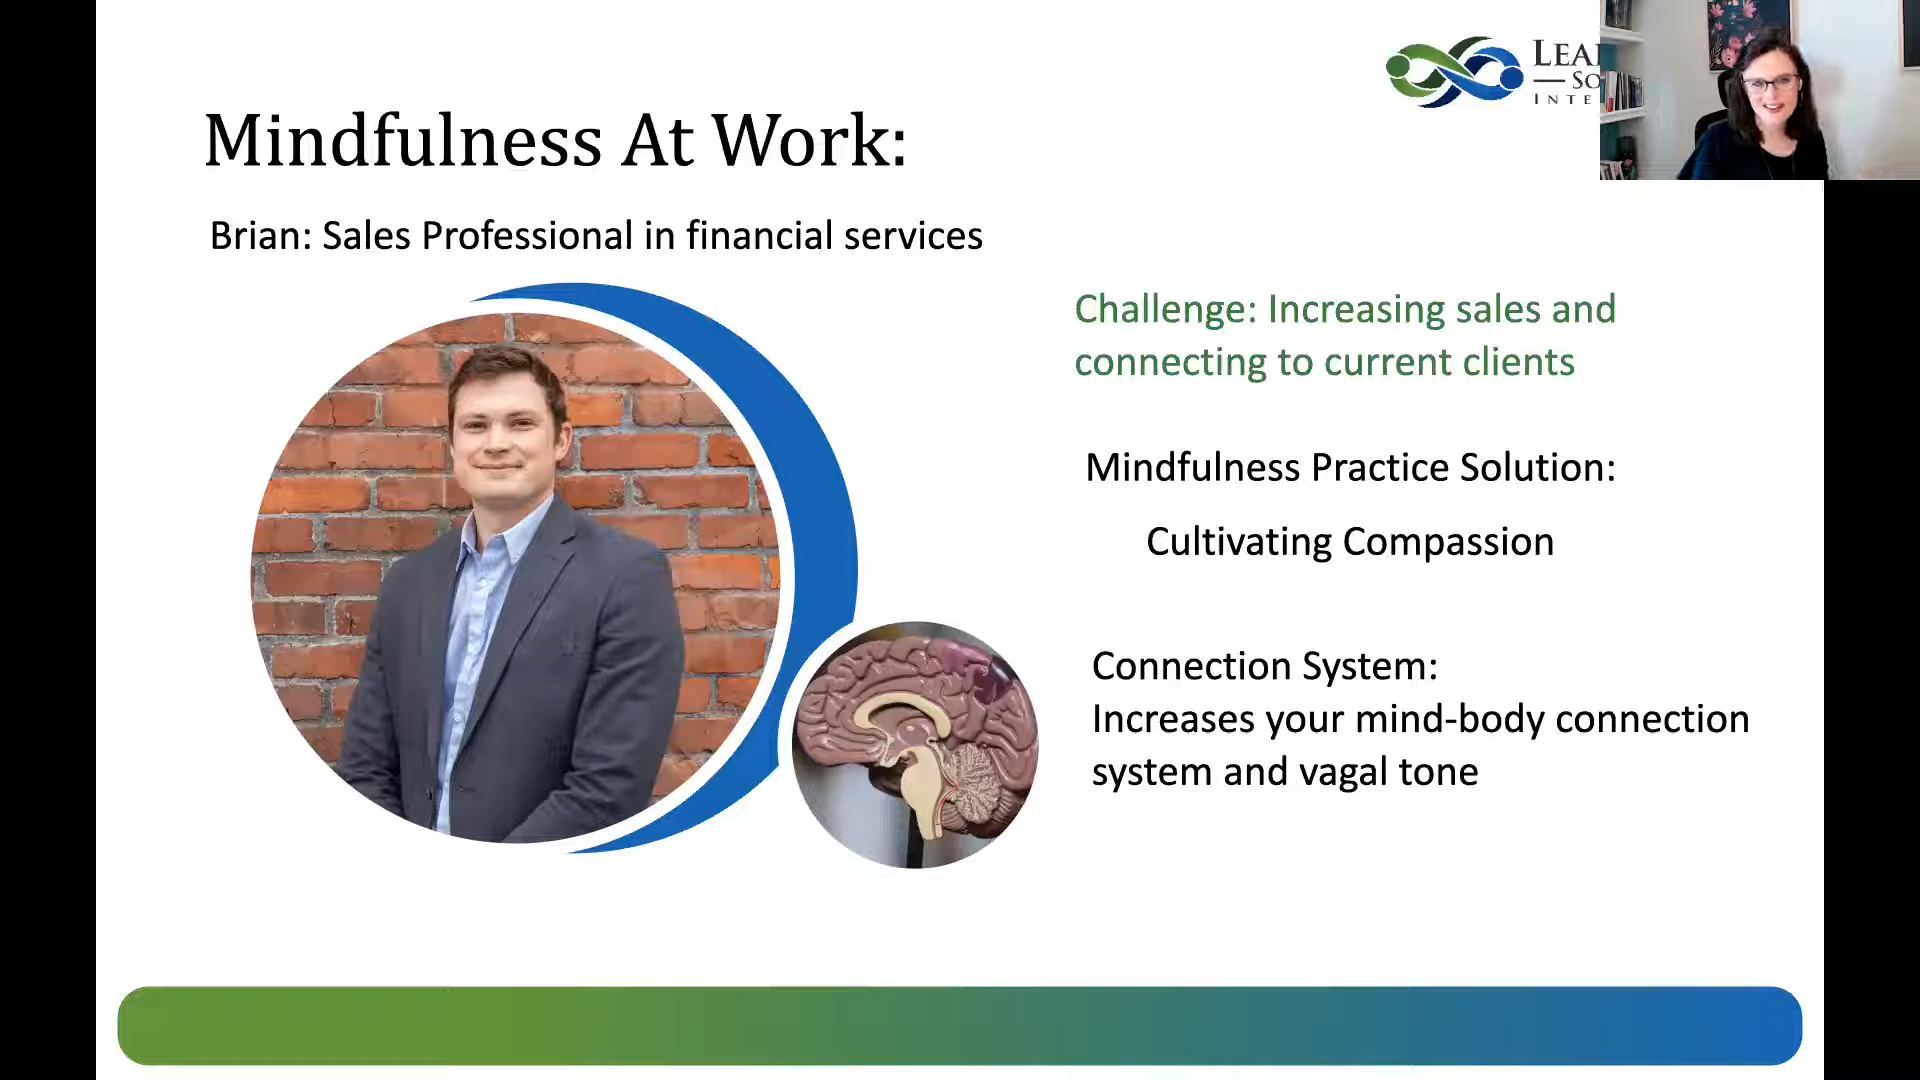 Mindfulness At Work:
Brian: Sales Professional in financial services
Challenge: Increasing sales and
connecting to current clients
Mindfulness Practice Solution:
Cultivating Compassion
Connection System:
Increases your mind-body connection
system and vagal tone